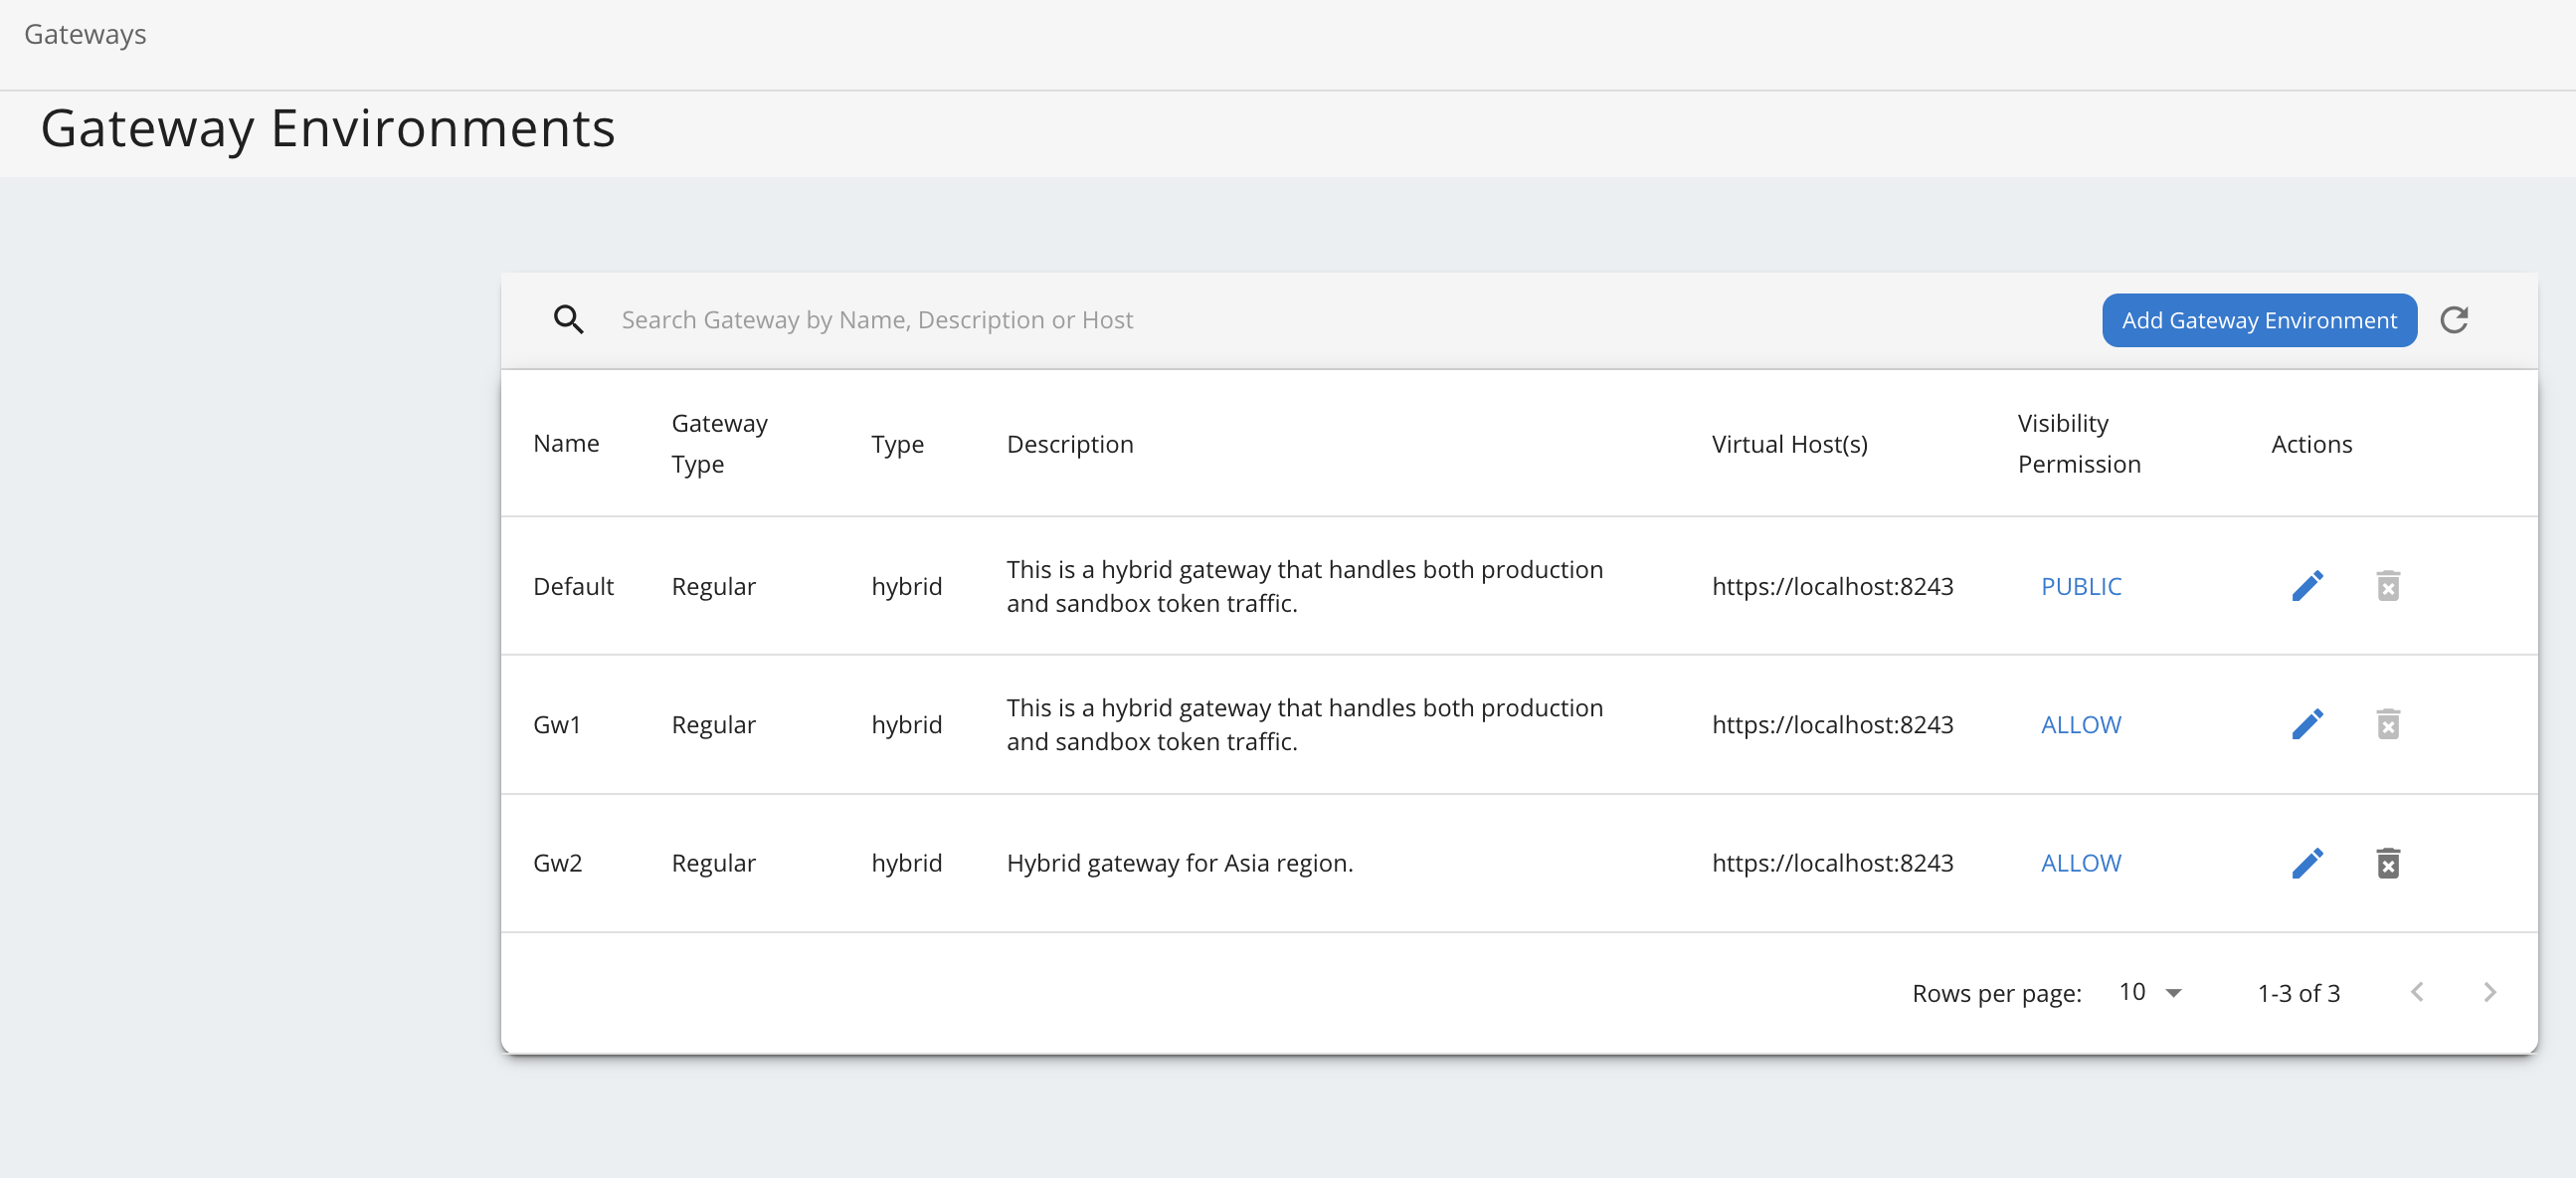 Gateways
Gateway Environments
Search Gateway by Name, Description or Host
Add Gateway Environment
Name
Gateway
Type
Type
Description
Virtual Host(s)
Visibility
Permission
Actions
Default
Regular
hybrid
This is a hybrid gateway that handles both production
and sandbox token traffic.
https://localhost:8243
PUBLIC
Gw1
Regular
hybrid
This is a hybrid gateway that handles both production
and sandbox token traffic.
https://localhost:8243
ALLOW
Gw2
Regular
hybrid
Hybrid gateway for Asia region.
https://localhost:8243
ALLOW
Rows per page:
10
1-3 of 3